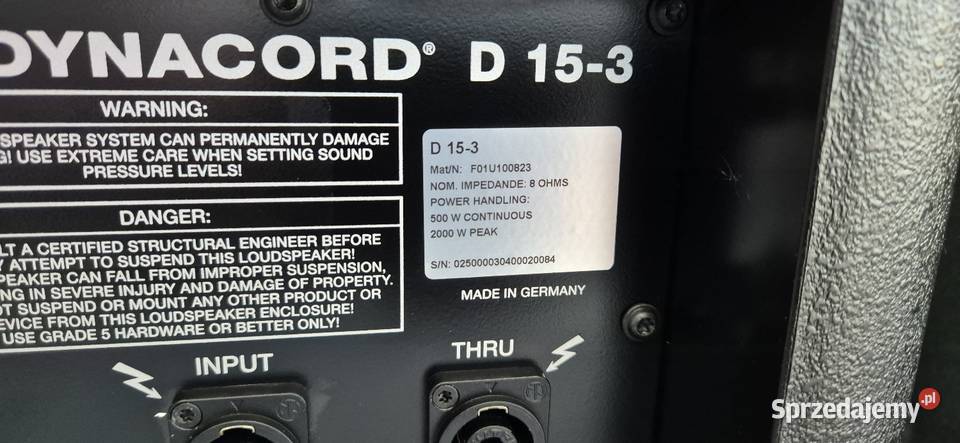 DYNACORD® D 15-3
WARNING:
SPEAKER SYSTEM CAN PERMANENTLY DAMAGE
G! USE EXTREME CARE WHEN SETTING SOUND
PRESSURE LEVELS!
DANGER:
LT A CERTIFIED STRUCTURAL ENGINEER BEFORE
Y ATTEMPT TO SUSPEND THIS LOUDSPEAKER!
PEAKER CAN FALL FROM IMPROPER SUSPENSION,
NG IN SEVERE INJURY AND DAMAGE OF PROPERTY.
OT SUSPEND OR MOUNT ANY OTHER PRODUCT OR
EVICE FROM THIS LOUDSPEAKER ENCLOSURE!
USE GRADE 5 HARDWARE OR BETTER ONLY!
D 15-3
Mat/N: F01U100823
NOM. IMPEDANDE: 8 OHMS
POWER HANDLING:
500 W CONTINUOUS
2000 W PEAK
S/N: 025000030400020084
MADE IN GERMANY
INPUT
THRU
Sprzedajemy.pl